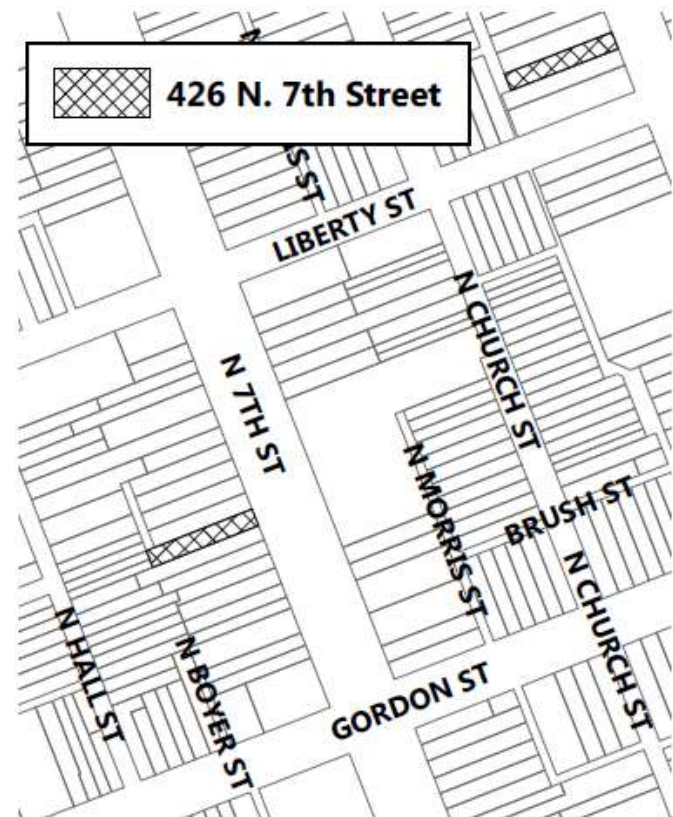 426 N. 7th Street
LIBERTY ST
N CHURCH ST
N 7TH ST
N MORRIS ST
BRUSH ST
N CHURCH ST
N HALL ST
N BOYER ST
GORDON ST